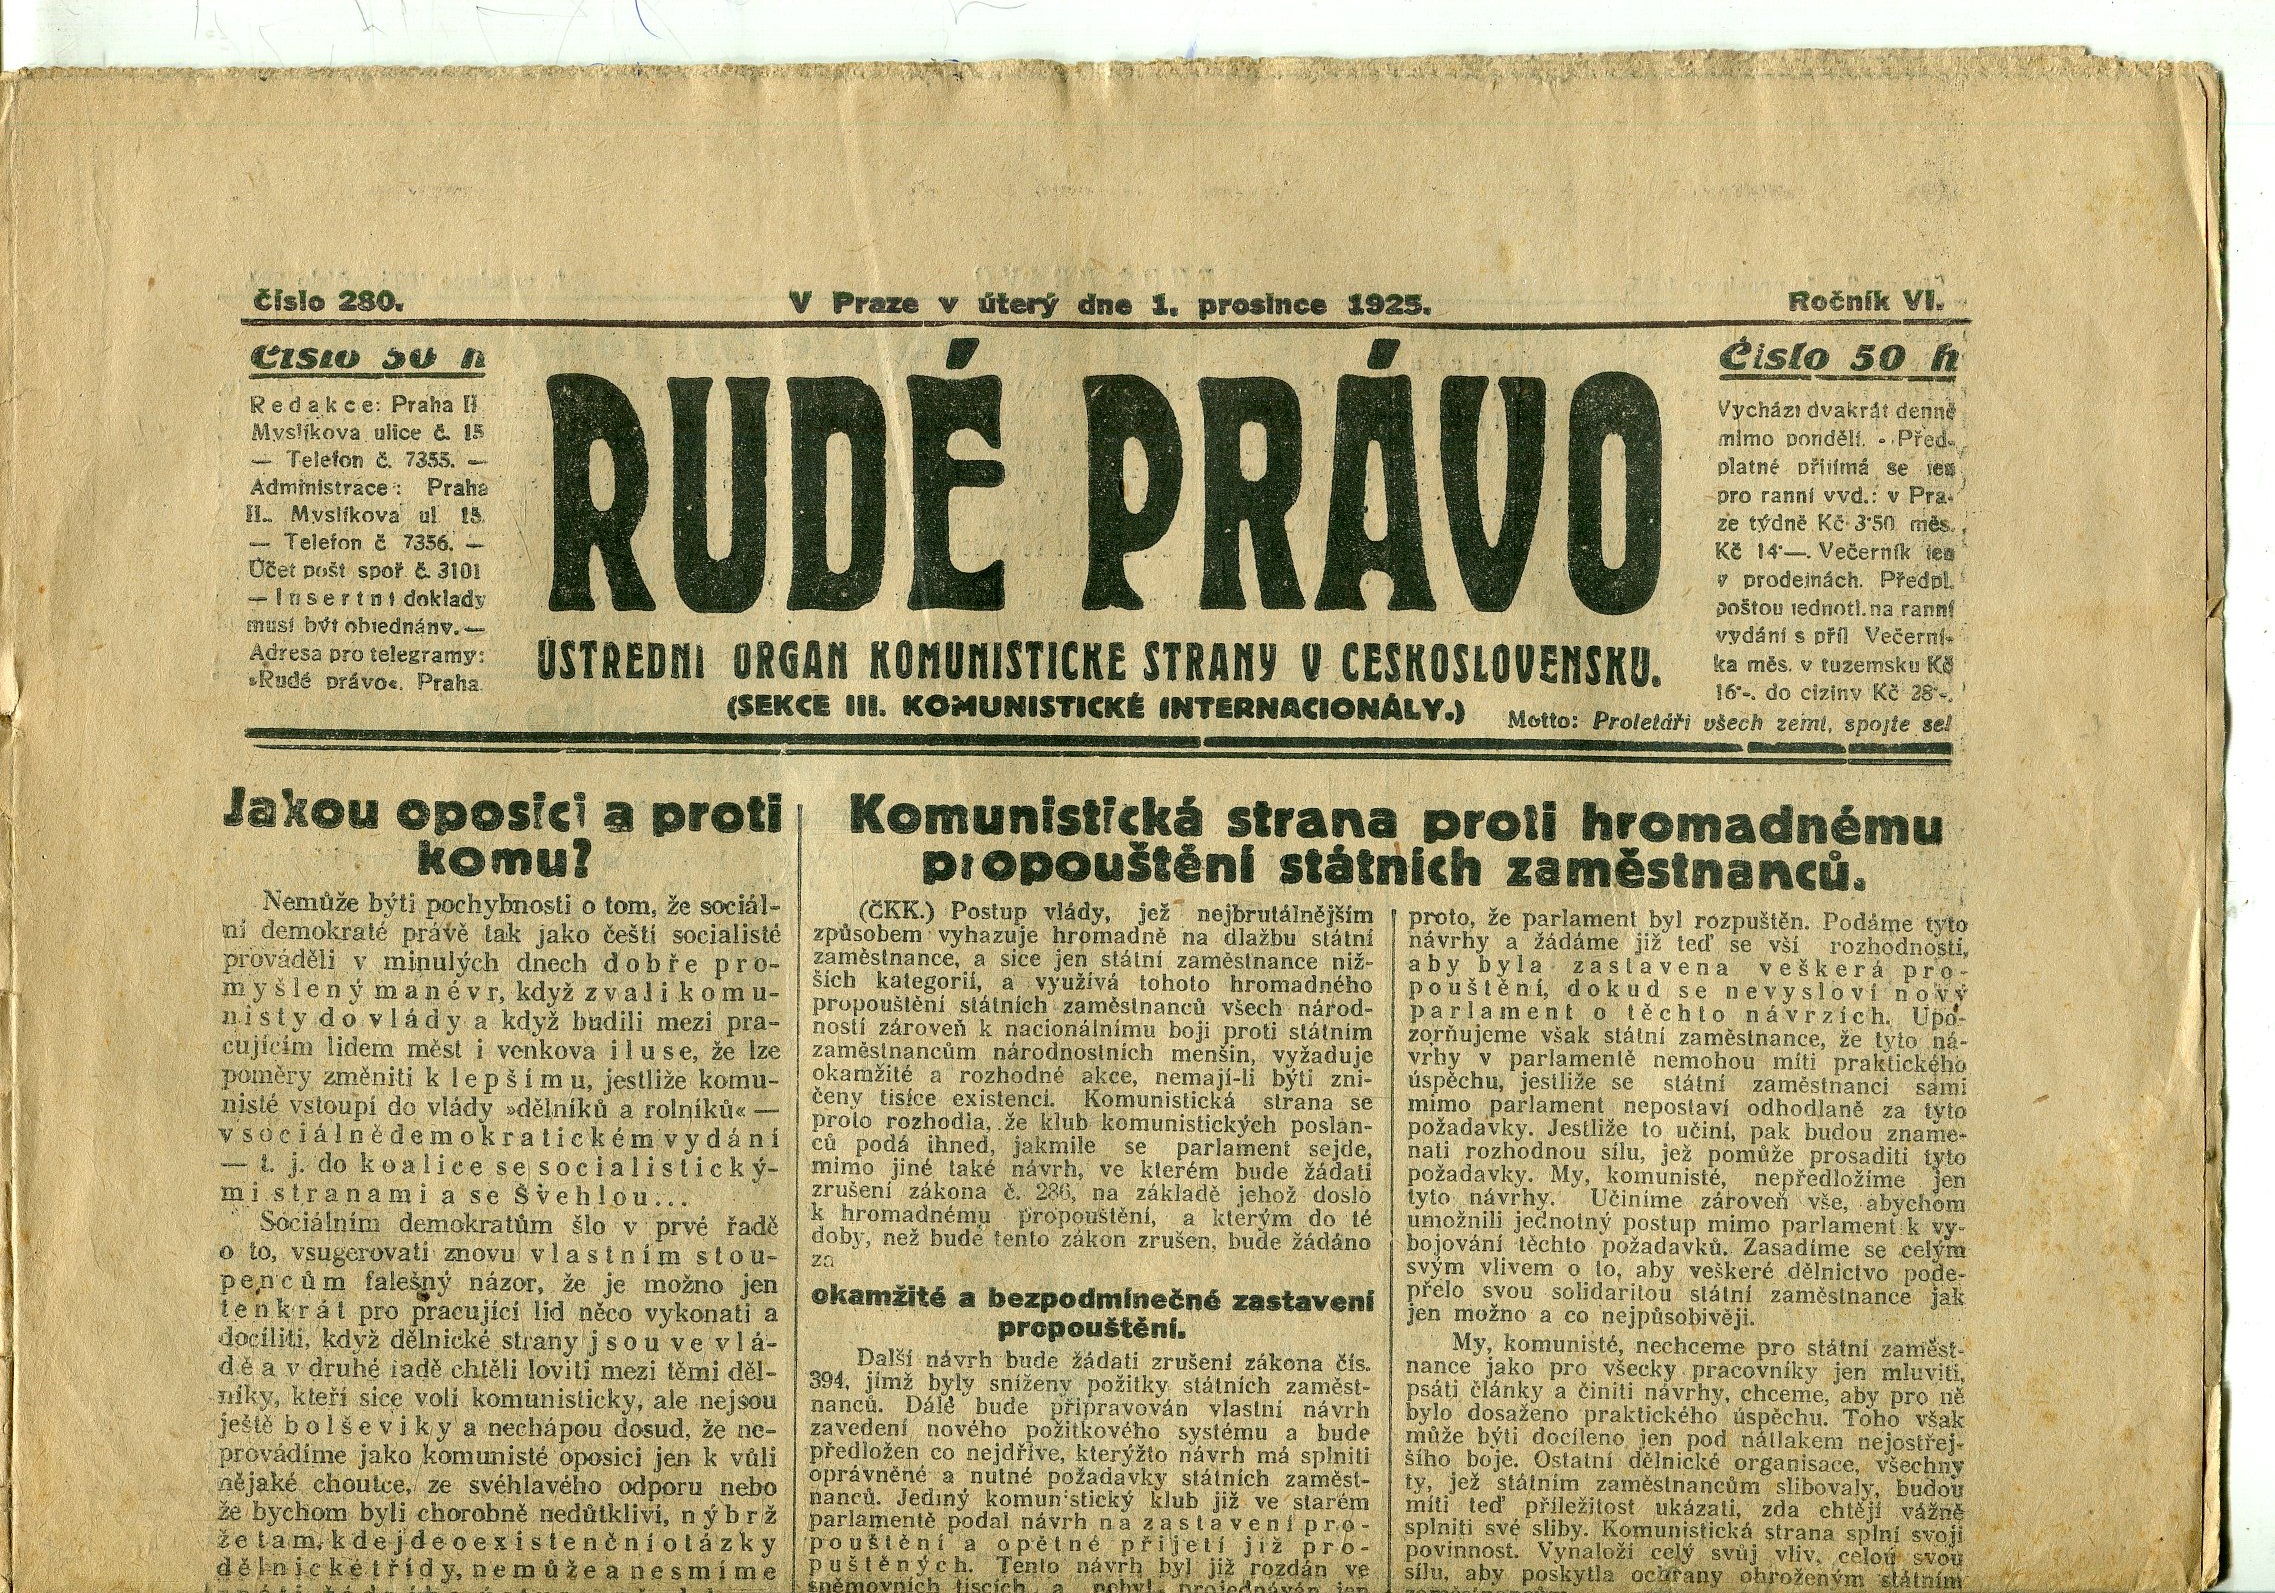 Číslo 280.
V Praze v úterý dne 1. prosince 1925.
Ročník VI.
Číslo 50 h
Redakce: Praha II
Myslíkova ulice č. 15
— Telefon č. 7355. —
Administrace: Praha
II.. Myslíkova ul 15.
— Telefon č 7356. —
Účet pošt spoř č. 3101
— Insertní doklady
musí být objednány. —
Adresa pro telegramy:
»Rudé právo«. Praha
RUDÉ PRÁVO
ÚSTŘEDNÍ ORGAN KOMUNISTICKÉ STRANY V ČESKOSLOVENSKU.
(SEKCE III. KOMUNISTICKÉ INTERNACIONÁLY.)
Číslo 50 h
Vychází dvakrát denně
mimo pondělí. - Před-
platné přijímá se jen
pro ranní vyd.: v Pra-
ze týdně Kč 3·50 měs.
Kč 14·—. Večerník jen
v prodejnách. Předpl.
poštou jednotl. na ranní
vydání s příl Večerní-
ka měs. v tuzemsku Kč
16·-. do ciziny Kč 28·-.
Motto: Proletáři všech zemí, spojte se!
Jakou oposici a proti
komu?
Nemůže býti pochybnosti o tom, že sociál-
ní demokraté právě tak jako čeští socialisté
prováděli v minulých dnech dobře pro-
myšlený manévr, když zvali komu-
nisty do vlády a když budili mezi pra-
cujícím lidem měst i venkova iluse, že lze
poměry změniti k lepšímu, jestliže komu-
nisté vstoupí do vlády »dělníků a rolníků« —
v sociálnědemokratickém vydání
— t. j. do koalice se socialistický-
mi stranami a se Švehlou...
Sociálním demokratům šlo v prvé řadě
o to, vsugerovati znovu vlastním stou-
pencům falešný názor, že je možno jen
tenkrát pro pracující lid něco vykonati a
docíliti, když dělnické strany jsou ve vlá-
dě a v druhé řadě chtěli loviti mezi těmi děl-
níky, kteří sice volí komunisticky, ale nejsou
ještě bolševiky a nechápou dosud, že ne-
provádíme jako komunisté oposici jen k vůli
nějaké choutce, ze svéhlavého odporu nebo
že bychom byli chorobně nedůtkliví, nýbrž
že tam, kde jde o existenční otázky
dělnické třídy, nemůže a nesmíme
Komunistická strana proti hromadnému
propouštění státních zaměstnanců.
(ČKK.) Postup vlády, jež nejbrutálnějším
způsobem vyhazuje hromadně na dlažbu státní
zaměstnance, a sice jen státní zaměstnance niž-
ších kategorií, a využívá tohoto hromadného
propouštění státních zaměstnanců všech národ-
ností zároveň k nacionálnímu boji proti státním
zaměstnancům národnostních menšin, vyžaduje
okamžité a rozhodné akce, nemají-li býti zni-
čeny tisíce existencí. Komunistická strana se
proto rozhodla, že klub komunistických poslan-
ců podá ihned, jakmile se parlament sejde,
mimo jiné také návrh, ve kterém bude žádati
zrušení zákona č. 286, na základě jehož došlo
k hromadnému propouštění, a kterým do té
doby, než bude tento zákon zrušen, bude žádáno
za
okamžité a bezpodmínečné zastavení
propouštění.
Další návrh bude žádati zrušení zákona čís.
394, jímž byly sníženy požitky státních zaměst-
nanců. Dále bude připravován vlastní návrh
zavedení nového požitkového systému a bude
předložen co nejdříve, kterýžto návrh má splniti
oprávněné a nutné požadavky státních zaměst-
nanců. Jediný komunistický klub již ve starém
parlamentě podal návrh na zastavení pro-
pouštění a opětné přijetí již pro-
puštěných. Tento návrh byl již rozdán ve
sněmovních tiscích a nebyl projednáván jen
proto, že parlament byl rozpuštěn. Podáme tyto
návrhy a žádáme již teď se vší rozhodností,
aby byla zastavena veškerá pro-
pouštění, dokud se nevysloví nový
parlament o těchto návrzích. Upo-
zorňujeme však státní zaměstnance, že tyto ná-
vrhy v parlamentě nemohou míti praktického
úspěchu, jestliže se státní zaměstnanci sami
mimo parlament nepostaví odhodlaně za tyto
požadavky. Jestliže to učiní, pak budou zname-
nati rozhodnou sílu, jež pomůže prosaditi tyto
požadavky. My, komunisté, nepředložíme jen
tyto návrhy. Učiníme zároveň vše, abychom
umožnili jednotný postup mimo parlament k vy-
bojování těchto požadavků. Zasadíme se celým
svým vlivem o to, aby veškeré dělnictvo pode-
přelo svou solidaritou státní zaměstnance jak
jen možno a co nejpůsobivěji.
My, komunisté, nechceme pro státní zaměst-
nance jako pro všecky pracovníky jen mluviti,
psáti články a činiti návrhy, chceme, aby pro ně
bylo dosaženo praktického úspěchu. Toho však
může býti docíleno jen pod nátlakem nejostřej-
šího boje. Ostatní dělnické organisace, všechny
ty, jež státním zaměstnancům slibovaly, budou
míti teď příležitost ukázati, zda chtějí vážně
splniti své sliby. Komunistická strana splní svoji
povinnost. Vynaloží celý svůj vliv, celou svou
sílu, aby poskytla ochrany ohroženým státním